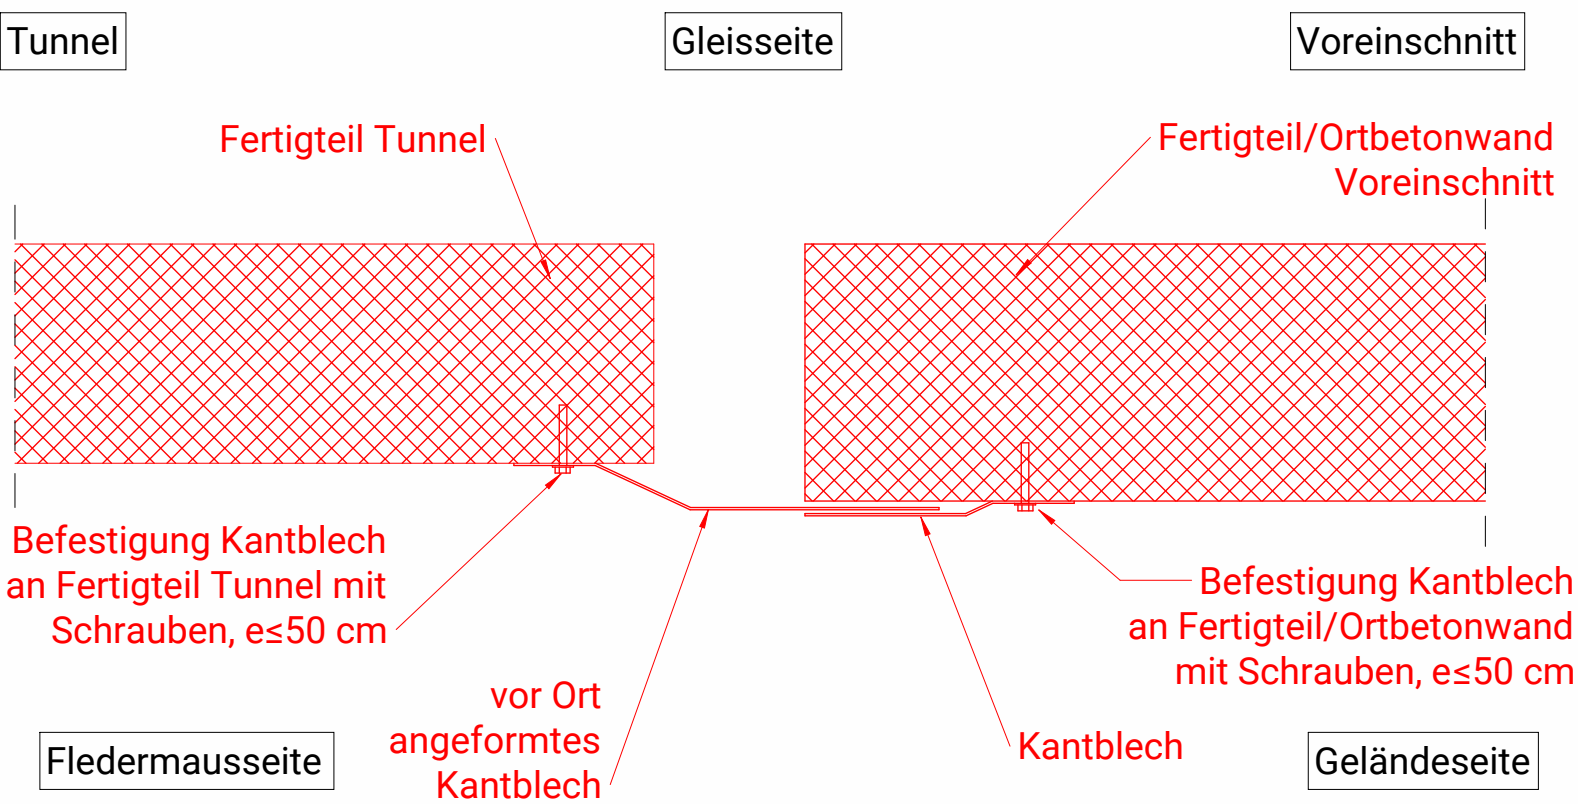 Tunnel
Gleisseite
Voreinschnitt
Fertigteil Tunnel
Fertigteil/Ortbetonwand
Voreinschnitt
Befestigung Kantblech
an Fertigteil Tunnel mit
Schrauben, e≤50 cm
Befestigung Kantblech
an Fertigteil/Ortbetonwand
mit Schrauben, e≤50 cm
vor Ort
angeformtes
Kantblech
Kantblech
Fledermausseite
Geländeseite